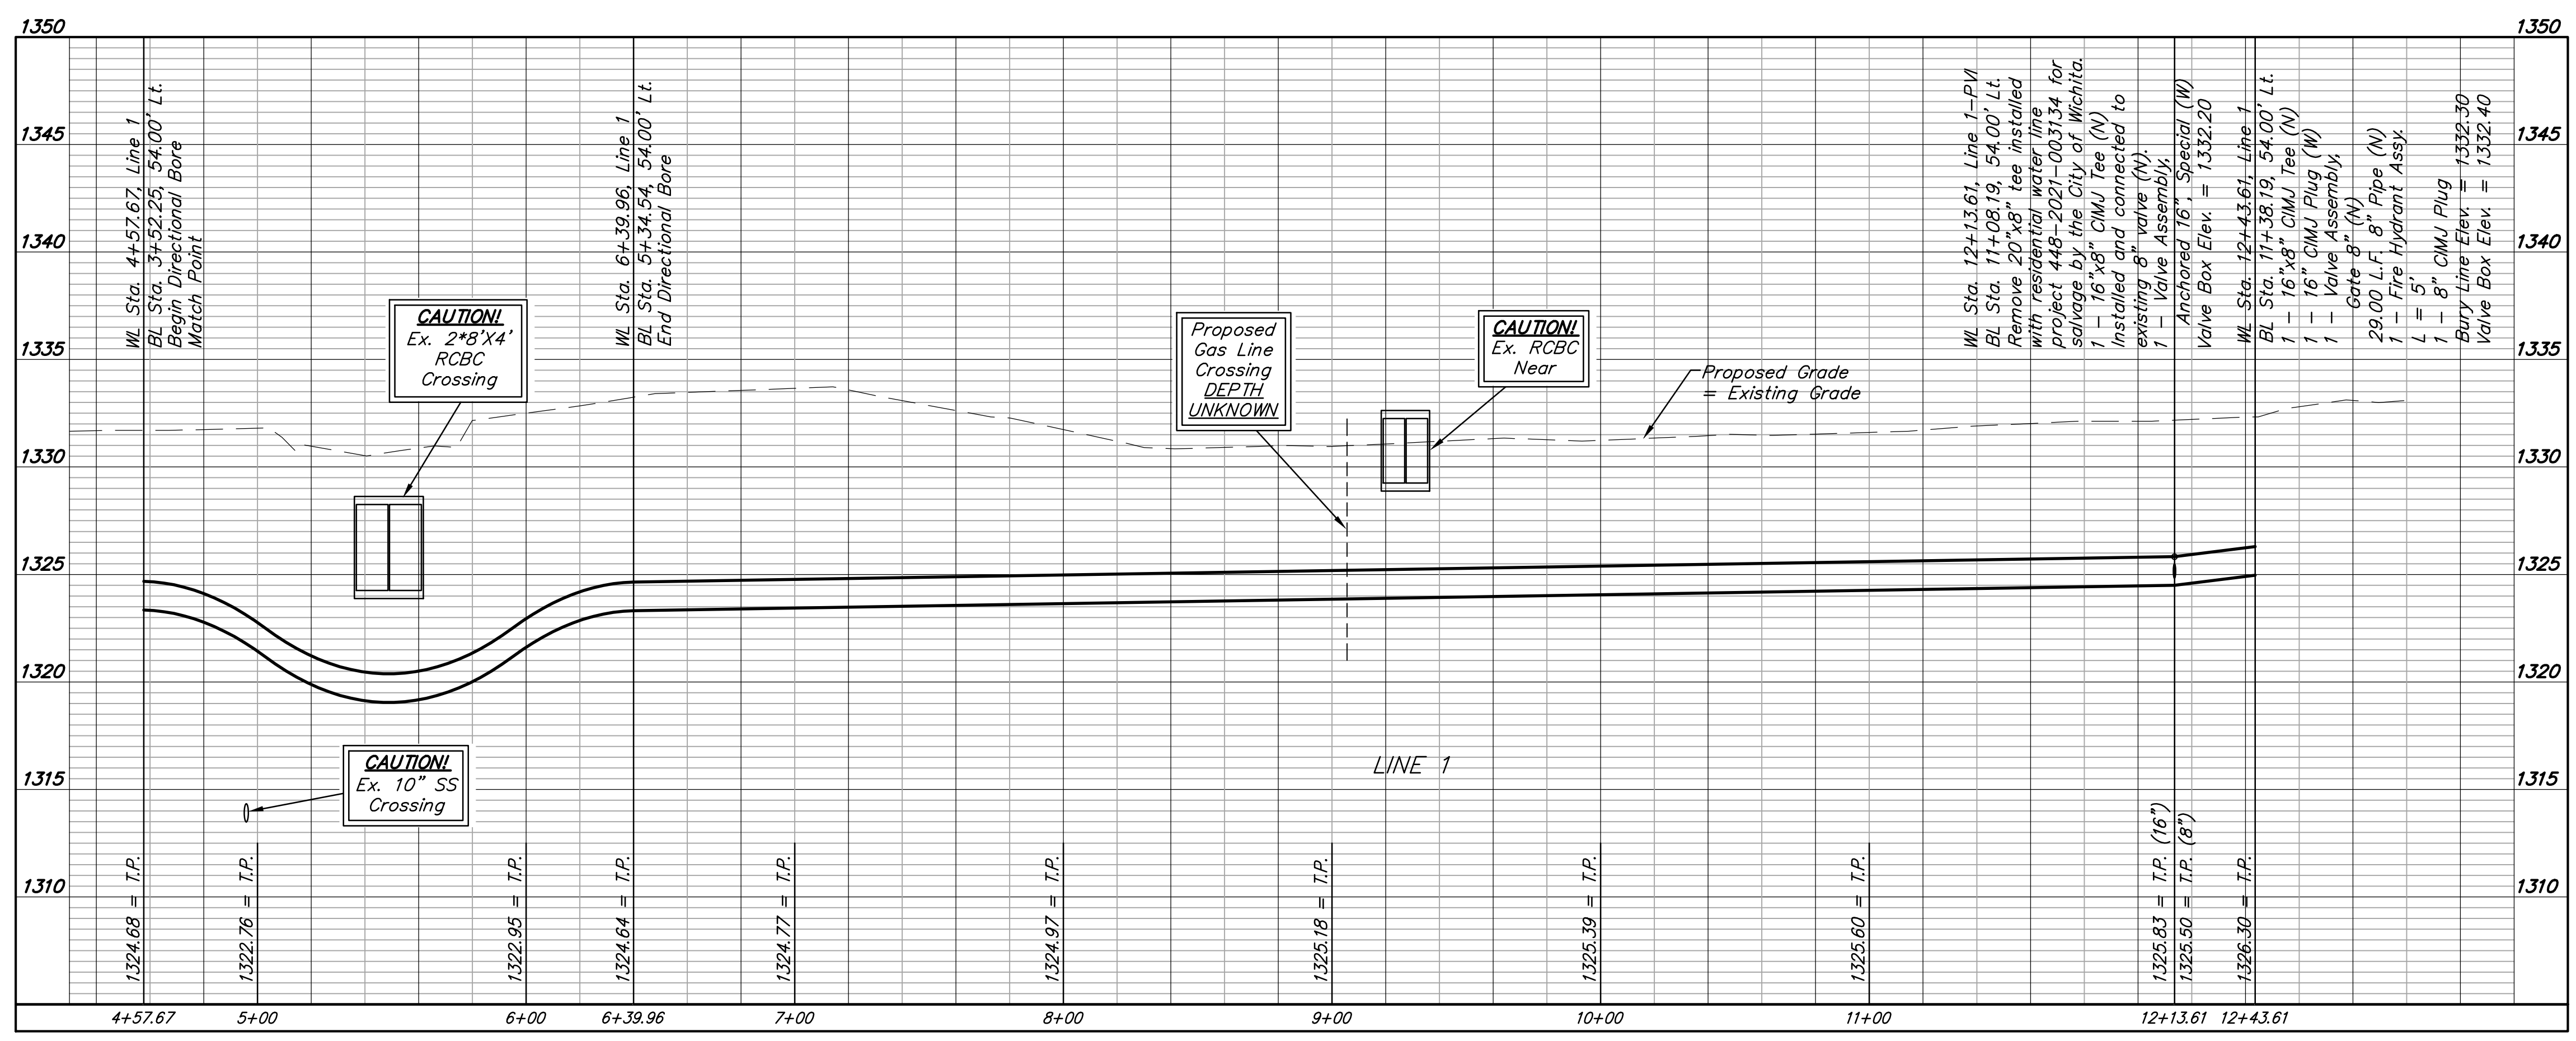 1350
1350
1345
1345
1340
1340
1335
1335
1330
1330
1325
1325
1320
1320
1315
1315
1310
1310
WL Sta. 4+57.67, Line 1
BL Sta. 3+52.25, 54.00' Lt.
Begin Directional Bore
Match Point
CAUTION!
Ex. 2*8'X4'
RCBC
Crossing
WL Sta. 6+39.96, Line 1
BL Sta. 5+34.54, 54.00' Lt.
End Directional Bore
Proposed
Gas Line
Crossing
DEPTH
UNKNOWN
CAUTION!
Ex. RCBC
Near
Proposed Grade
= Existing Grade
WL Sta. 12+13.61, Line 1-PVI
BL Sta. 11+08.19, 54.00' Lt.
Remove 20"x8" tee installed
with residential water line
project 448-2021-003134 for
salvage by the City of Wichita.
1 - 16"x8" CIMJ Tee (N)
Installed and connected to
existing 8" valve (N).
1 - Valve Assembly,
Anchored 16", Special (W)
Valve Box Elev. = 1332.20
WL Sta. 12+43.61, Line 1
BL Sta. 11+38.19, 54.00' Lt.
1 - 16"x8" CIMJ Tee (N)
1 - 16" CIMJ Plug (W)
1 - Valve Assembly,
Gate 8" (N)
29.00 L.F. 8" Pipe (N)
1 - Fire Hydrant Assy.
L = 5'
1 - 8" CIMJ Plug
Bury Line Elev. = 1332.30
Valve Box Elev. = 1332.40
CAUTION!
Ex. 10" SS
Crossing
LINE 1
1324.68 = T.P.
1322.76 = T.P.
1322.95 = T.P.
1324.64 = T.P.
1324.77 = T.P.
1324.97 = T.P.
1325.18 = T.P.
1325.39 = T.P.
1325.60 = T.P.
1325.83 = T.P. (16")
1325.50 = T.P. (8")
1326.30 = T.P.
4+57.67
5+00
6+00
6+39.96
7+00
8+00
9+00
10+00
11+00
12+13.61
12+43.61